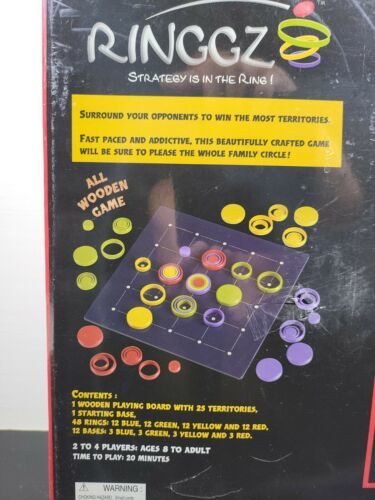 RINGGZ
TM
STRATEGY IS IN THE RING!
SURROUND YOUR OPPONENTS TO WIN THE MOST TERRITORIES.
FAST PACED AND ADDICTIVE, THIS BEAUTIFULLY CRAFTED GAME
WILL BE SURE TO PLEASE THE WHOLE FAMILY CIRCLE!
ALL
WOODEN
GAME
CONTENTS :
1 WOODEN PLAYING BOARD WITH 25 TERRITORIES,
1 STARTING BASE,
48 RINGS: 12 BLUE, 12 GREEN, 12 YELLOW AND 12 RED,
12 BASES: 3 BLUE, 3 GREEN, 3 YELLOW AND 3 RED.
2 TO 4 PLAYERS: AGES 8 TO ADULT
TIME TO PLAY: 20 MINUTES
WARNING: